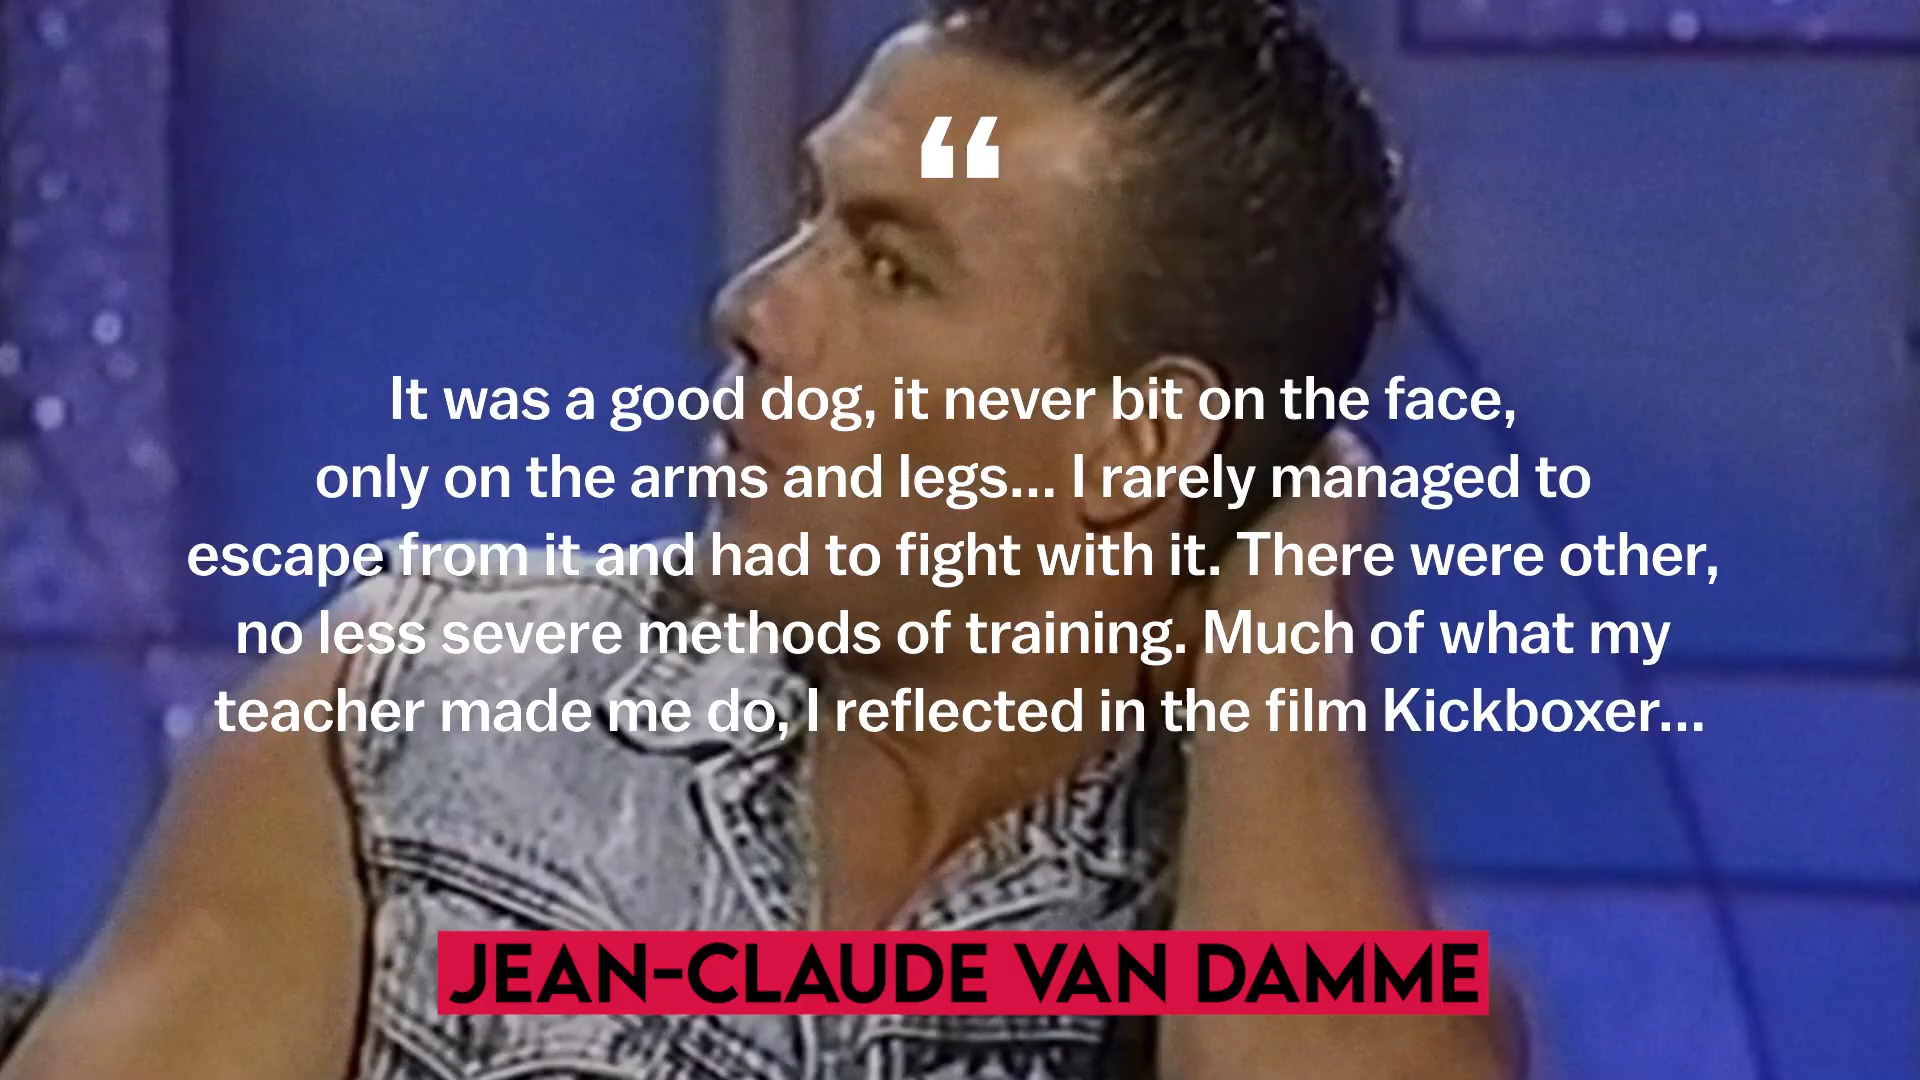 “
It was a good dog, it never bit on the face,
only on the arms and legs... I rarely managed to
escape from it and had to fight with it. There were other,
no less severe methods of training. Much of what my
teacher made me do, I reflected in the film Kickboxer...
JEAN-CLAUDE VAN DAMME